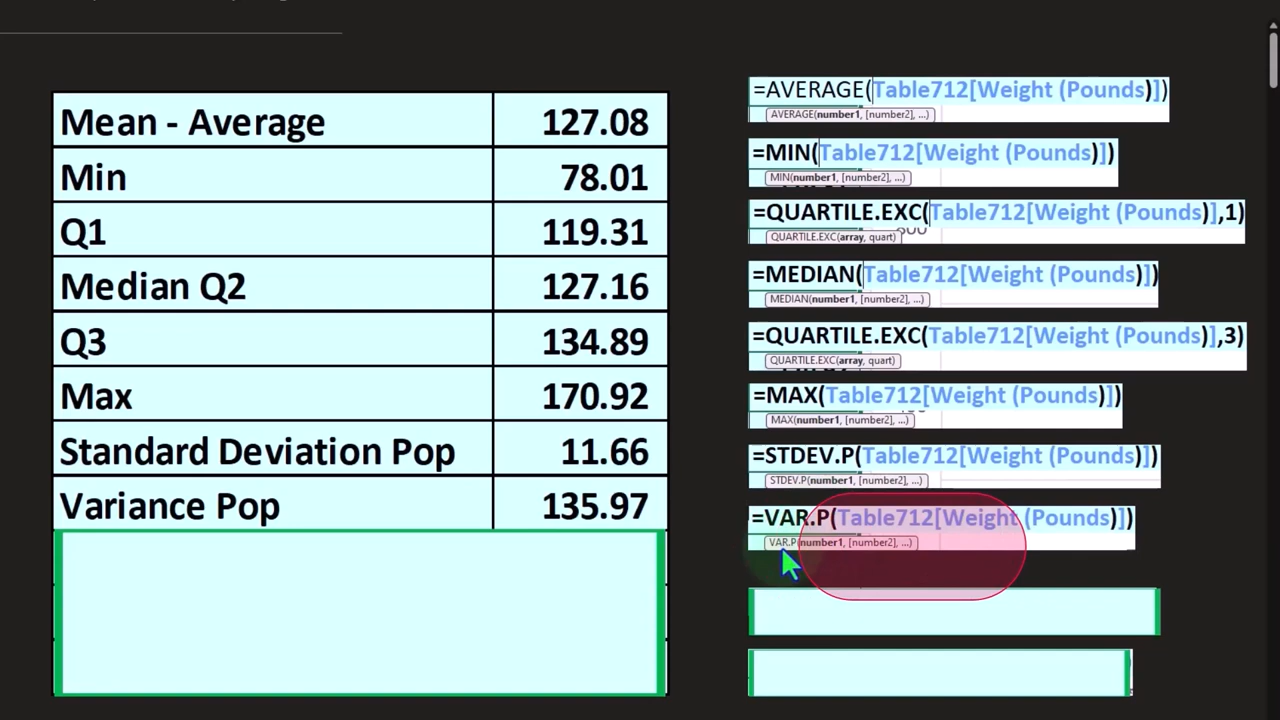 Mean - Average 127.08
Min 78.01
Q1 119.31
Median Q2 127.16
Q3 134.89
Max 170.92
Standard Deviation Pop 11.66
Variance Pop 135.97
=AVERAGE(Table712[Weight (Pounds)])
AVERAGE(number1, [number2], ...)
=MIN(Table712[Weight (Pounds)])
MIN(number1, [number2], ...)
=QUARTILE.EXC(Table712[Weight (Pounds)],1)
QUARTILE.EXC(array, quart)
=MEDIAN(Table712[Weight (Pounds)])
MEDIAN(number1, [number2], ...)
=QUARTILE.EXC(Table712[Weight (Pounds)],3)
QUARTILE.EXC(array, quart)
=MAX(Table712[Weight (Pounds)])
MAX(number1, [number2], ...)
=STDEV.P(Table712[Weight (Pounds)])
STDEV.P(number1, [number2], ...)
=VAR.P(Table712[Weight (Pounds)])
VAR.P(number1, [number2], ...)